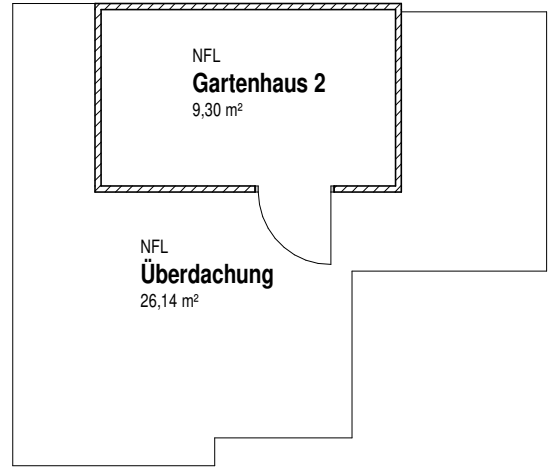 NFL
Gartenhaus 2
9,30 m²
NFL
Überdachung
26,14 m²